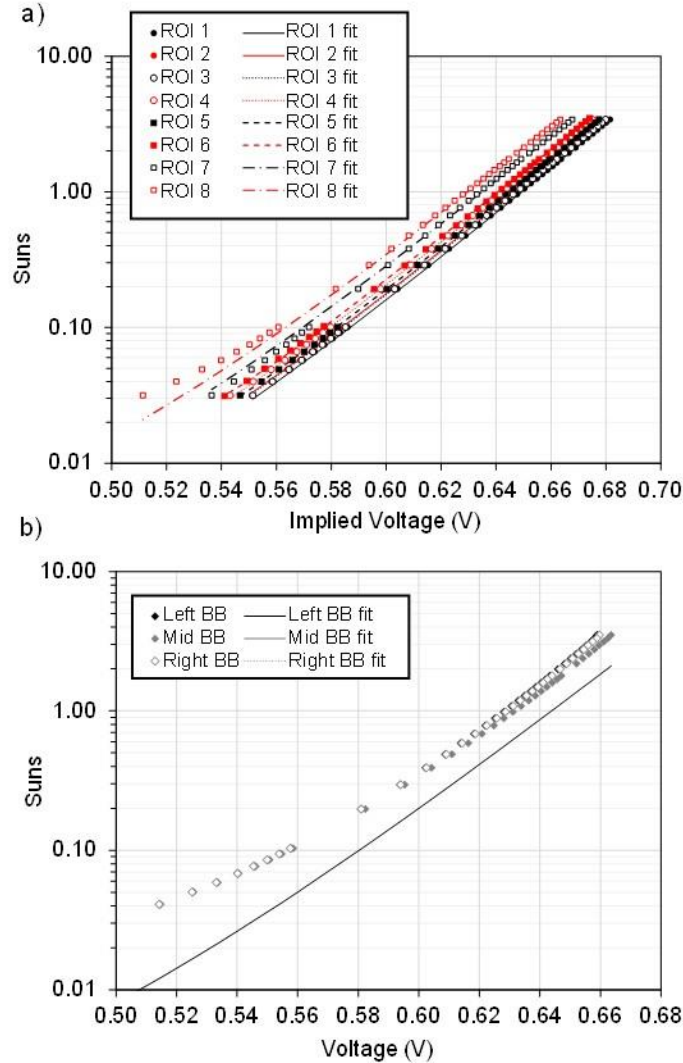 a)
10.00
1.00
0.10
0.01
Suns
ROI 1 ROI 1 fit
ROI 2 ROI 2 fit
ROI 3 ROI 3 fit
ROI 4 ROI 4 fit
ROI 5 ROI 5 fit
ROI 6 ROI 6 fit
ROI 7 ROI 7 fit
ROI 8 ROI 8 fit
0.50 0.52 0.54 0.56 0.58 0.60 0.62 0.64 0.66 0.68 0.70
Implied Voltage (V)
b)
10.00
1.00
0.10
0.01
Suns
Left BB Left BB fit
Mid BB Mid BB fit
Right BB Right BB fit
0.50 0.52 0.54 0.56 0.58 0.60 0.62 0.64 0.66 0.68
Voltage (V)